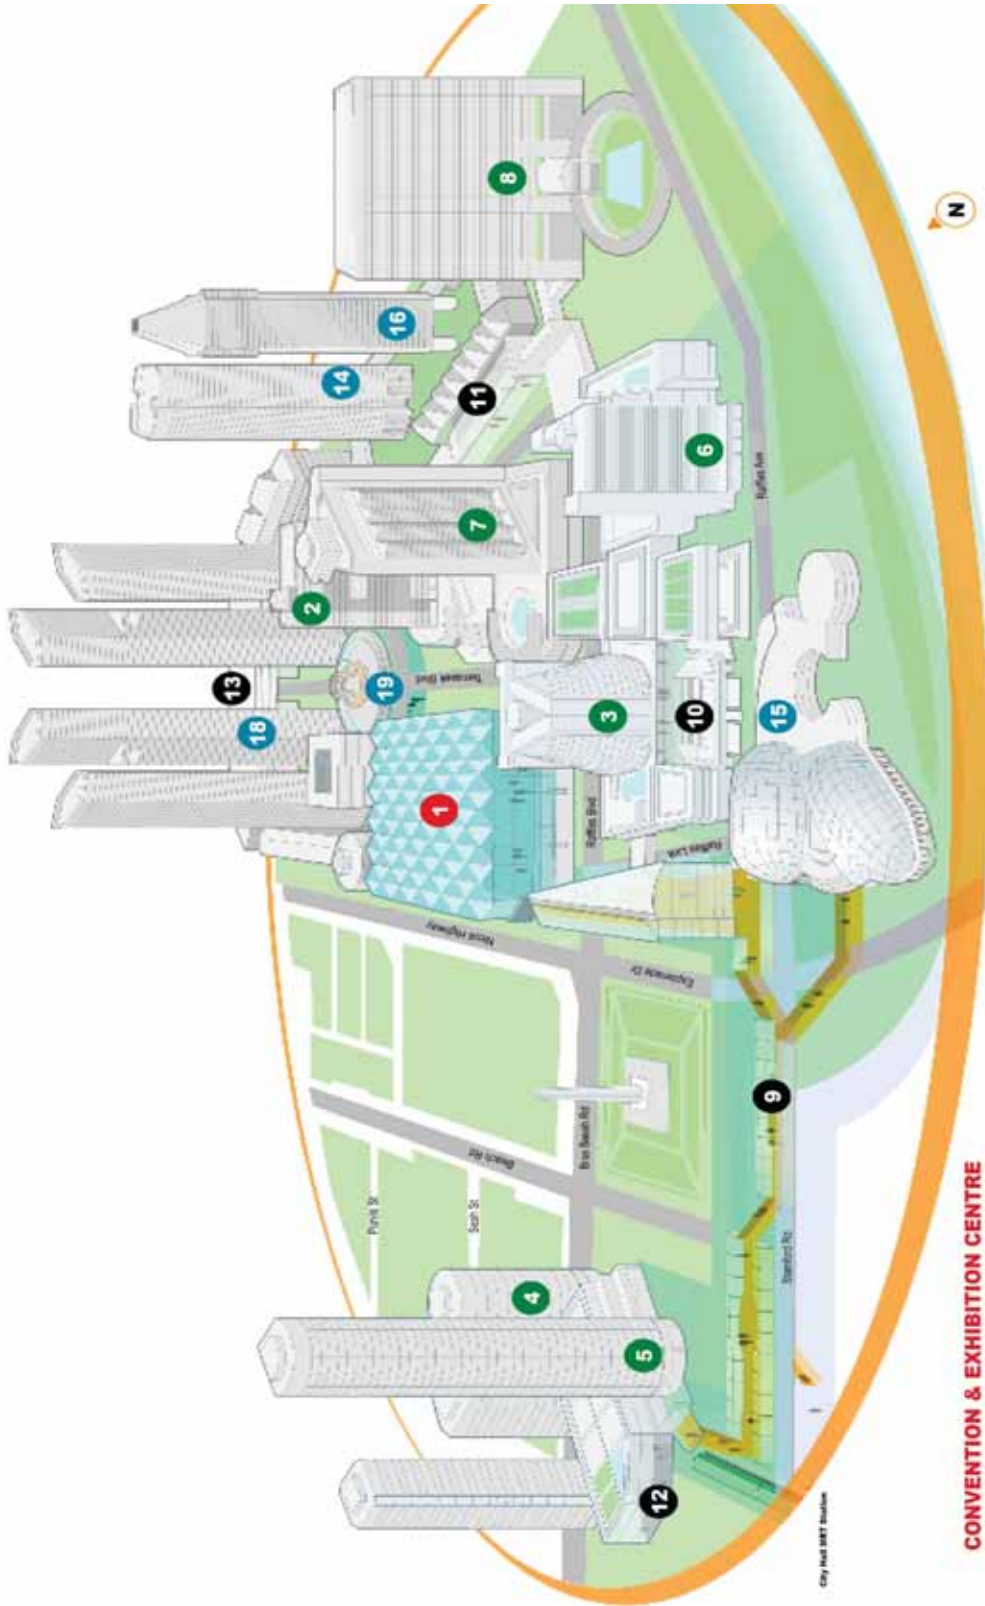 8
16
14
11
6
7
2
13
19
18
1
3
10
15
9
4
5
12
N
Raffles Ave
Temasek Blvd
Raffles Blvd
Raffles Link
Nicoll Highway
Esplanade Dr
Bras Basah Rd
Beach Rd
Purvis St
Seah St
Stamford Rd
City Hall MRT Station
CONVENTION & EXHIBITION CENTRE